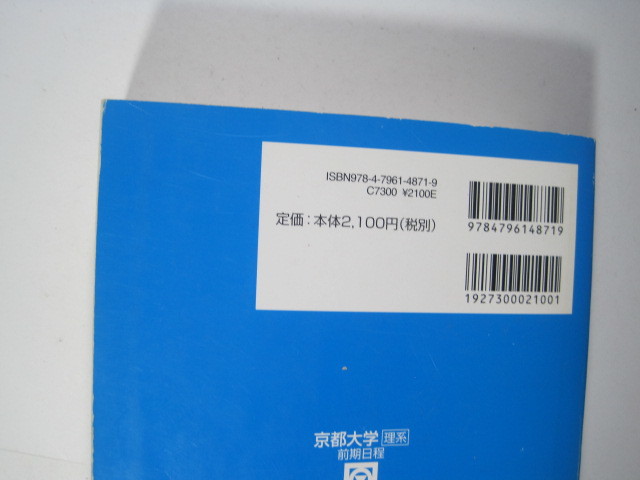 ISBN978-4-7961-4871-9
C7300 ¥2100E
定価：本体2,100円（税別）
9784796148719
1927300021001
京都大学 理系
前期日程